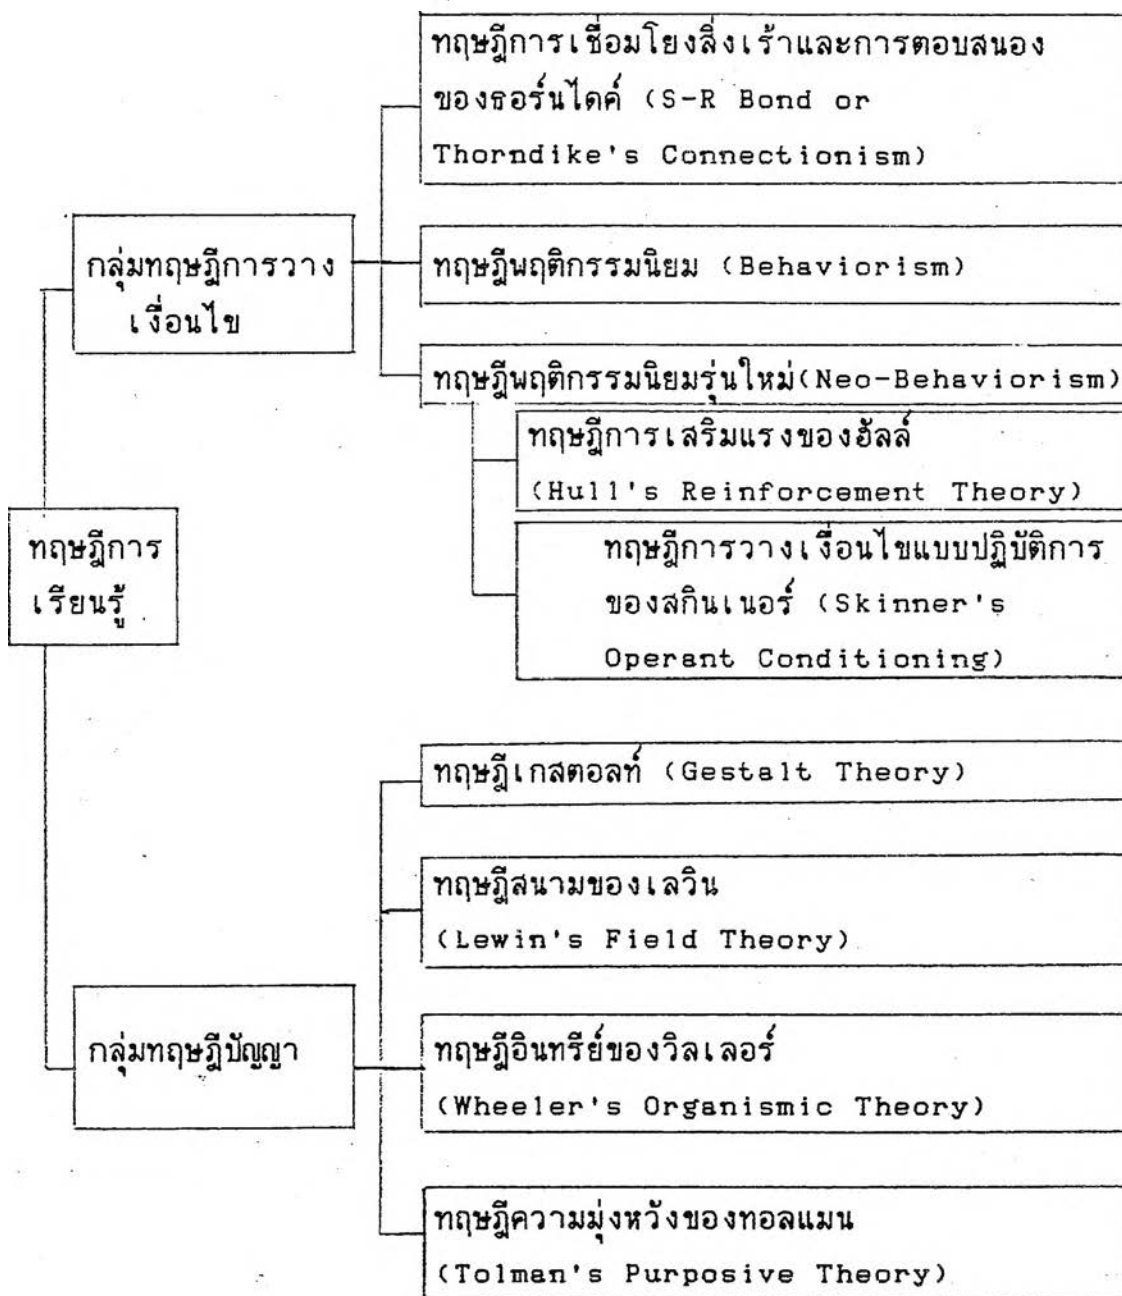 ทฤษฎีการเชื่อมโยงสิ่งเร้าและการตอบสนอง
ของธอร์นไดค์ (S-R Bond or
Thorndike's Connectionism)
กลุ่มทฤษฎีการวาง
เงื่อนไข
ทฤษฎีพฤติกรรมนิยม (Behaviorism)
ทฤษฎีพฤติกรรมนิยมรุ่นใหม่(Neo-Behaviorism)
ทฤษฎีการเสริมแรงของฮัลล์
(Hull's Reinforcement Theory)
ทฤษฎีการวางเงื่อนไขแบบปฏิบัติการ
ของสกินเนอร์ (Skinner's
Operant Conditioning)
ทฤษฎีการ
เรียนรู้
ทฤษฎีเกสตอลท์ (Gestalt Theory)
ทฤษฎีสนามของเลวิน
(Lewin's Field Theory)
กลุ่มทฤษฎีปัญญา
ทฤษฎีอินทรีย์ของวิลเลอร์
(Wheeler's Organismic Theory)
ทฤษฎีความมุ่งหวังของทอลแมน
(Tolman's Purposive Theory)